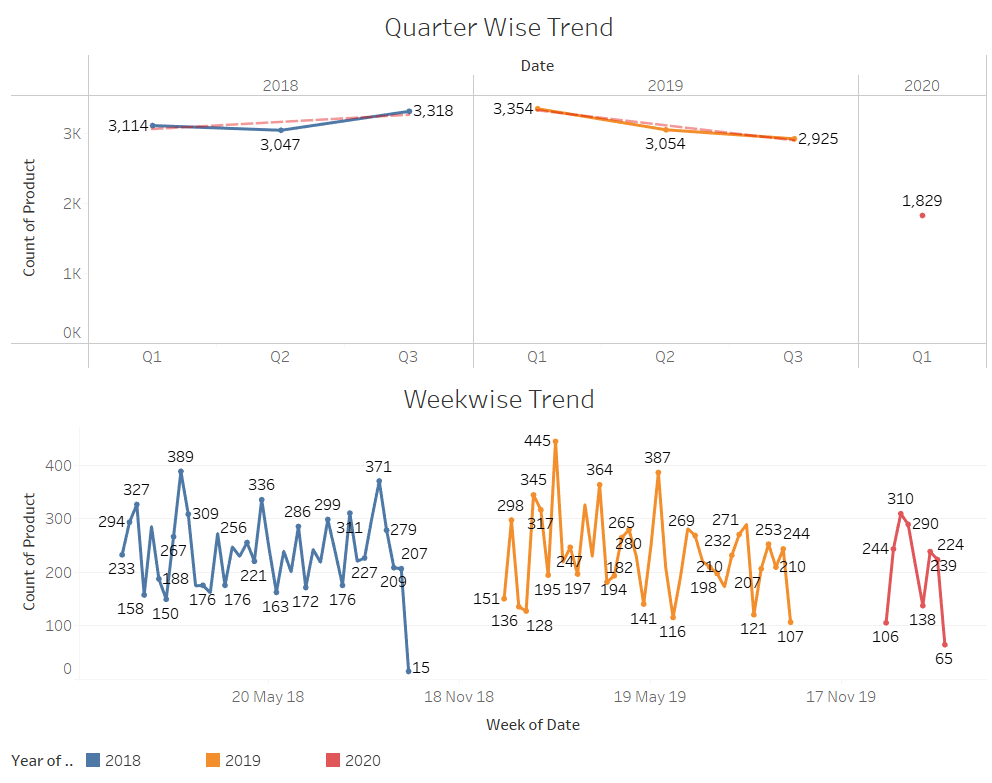 Quarter Wise Trend
Date
2018 2019 2020
Count of Product
3K
2K
1K
0K
3,114 3,047 3,318
3,354 3,054 2,925
1,829
Q1 Q2 Q3 Q1 Q2 Q3 Q1
Weekwise Trend
Count of Product
400
300
200
100
0
233 294 327 158 150 188 267 389 309 176 256 176 221 336 163 286 172 299 176 311 227 371 279 209 207 15
151 298 136 128 345 317 195 445 247 197 364 194 182 265 280 141 387 116 269 198 210 232 271 207 121 253 210 244 107
106 244 310 290 138 224 239 65
20 May 18 18 Nov 18 19 May 19 17 Nov 19
Week of Date
Year of .. 2018 2019 2020